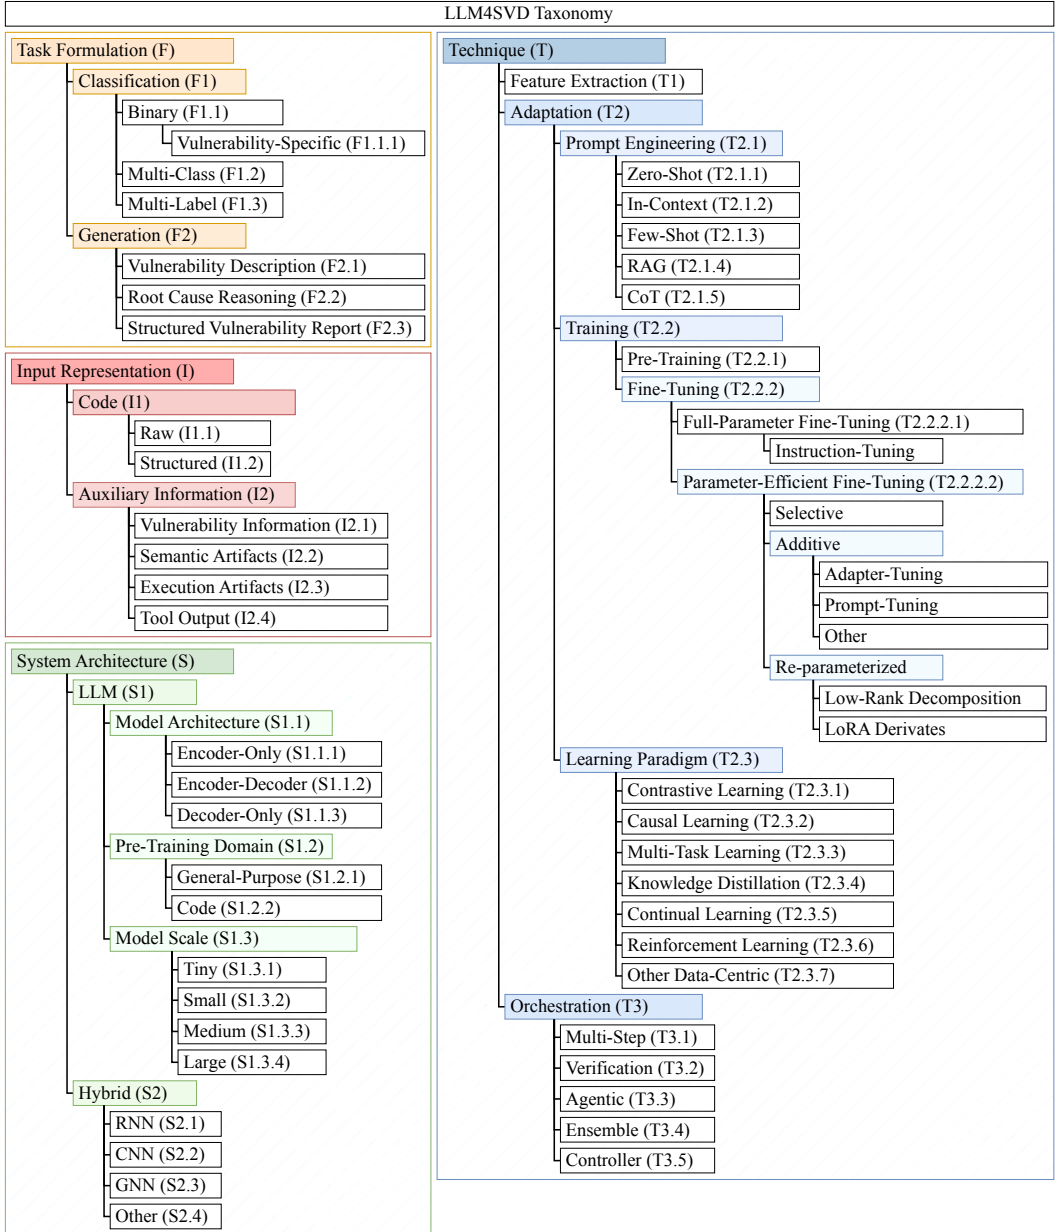 LLM4SVD Taxonomy
Task Formulation (F)
Classification (F1)
Binary (F1.1)
Vulnerability-Specific (F1.1.1)
Multi-Class (F1.2)
Multi-Label (F1.3)
Generation (F2)
Vulnerability Description (F2.1)
Root Cause Reasoning (F2.2)
Structured Vulnerability Report (F2.3)
Input Representation (I)
Code (I1)
Raw (I1.1)
Structured (I1.2)
Auxiliary Information (I2)
Vulnerability Information (I2.1)
Semantic Artifacts (I2.2)
Execution Artifacts (I2.3)
Tool Output (I2.4)
System Architecture (S)
LLM (S1)
Model Architecture (S1.1)
Encoder-Only (S1.1.1)
Encoder-Decoder (S1.1.2)
Decoder-Only (S1.1.3)
Pre-Training Domain (S1.2)
General-Purpose (S1.2.1)
Code (S1.2.2)
Model Scale (S1.3)
Tiny (S1.3.1)
Small (S1.3.2)
Medium (S1.3.3)
Large (S1.3.4)
Hybrid (S2)
RNN (S2.1)
CNN (S2.2)
GNN (S2.3)
Other (S2.4)
Technique (T)
Feature Extraction (T1)
Adaptation (T2)
Prompt Engineering (T2.1)
Zero-Shot (T2.1.1)
In-Context (T2.1.2)
Few-Shot (T2.1.3)
RAG (T2.1.4)
CoT (T2.1.5)
Training (T2.2)
Pre-Training (T2.2.1)
Fine-Tuning (T2.2.2)
Full-Parameter Fine-Tuning (T2.2.2.1)
Instruction-Tuning
Parameter-Efficient Fine-Tuning (T2.2.2.2)
Selective
Additive
Adapter-Tuning
Prompt-Tuning
Other
Re-parameterized
Low-Rank Decomposition
LoRA Derivates
Learning Paradigm (T2.3)
Contrastive Learning (T2.3.1)
Causal Learning (T2.3.2)
Multi-Task Learning (T2.3.3)
Knowledge Distillation (T2.3.4)
Continual Learning (T2.3.5)
Reinforcement Learning (T2.3.6)
Other Data-Centric (T2.3.7)
Orchestration (T3)
Multi-Step (T3.1)
Verification (T3.2)
Agentic (T3.3)
Ensemble (T3.4)
Controller (T3.5)